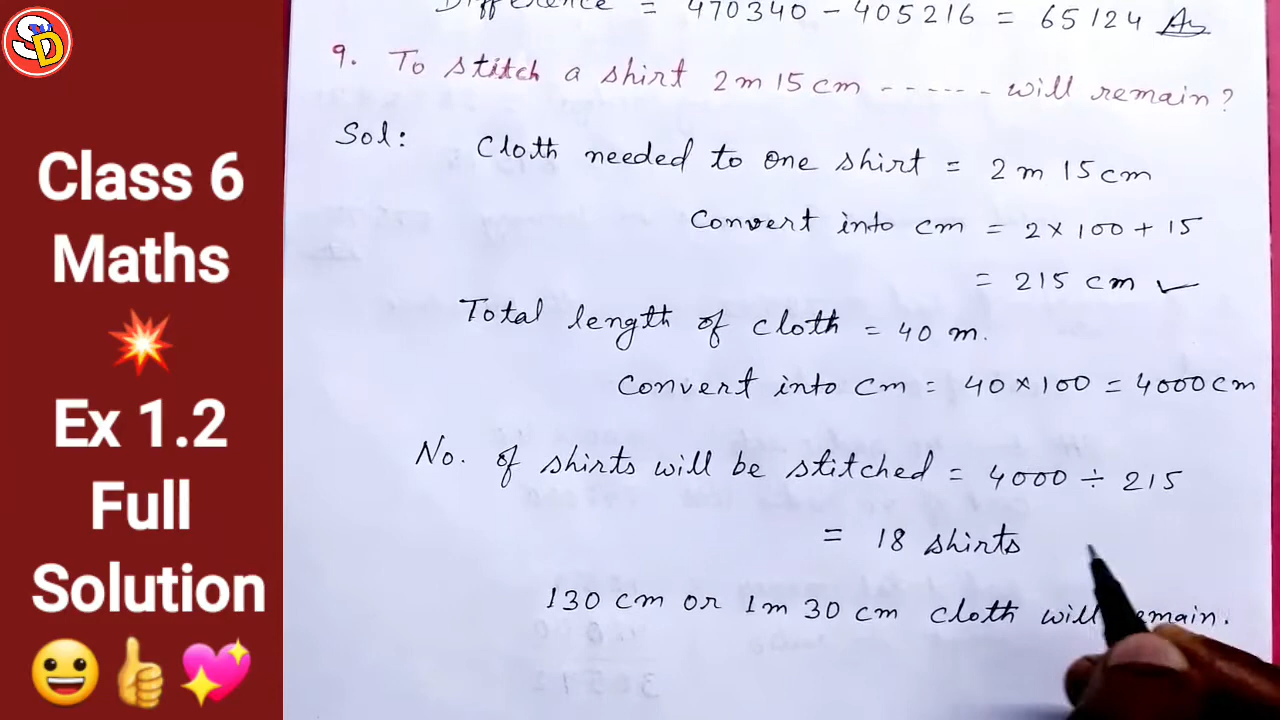 SD
Class 6
Maths
Ex 1.2
Full
Solution
Difference = 470340 - 405216 = 65124 Ans
9. To stitch a shirt 2 m 15 cm ------ will remain?
Sol: Cloth needed to one shirt = 2 m 15 cm
Convert into cm = 2 × 100 + 15
= 215 cm ✓
Total length of cloth = 40 m.
Convert into cm = 40 × 100 = 4000 cm
No. of shirts will be stitched = 4000 ÷ 215
= 18 shirts
130 cm or 1m 30 cm cloth will remain.